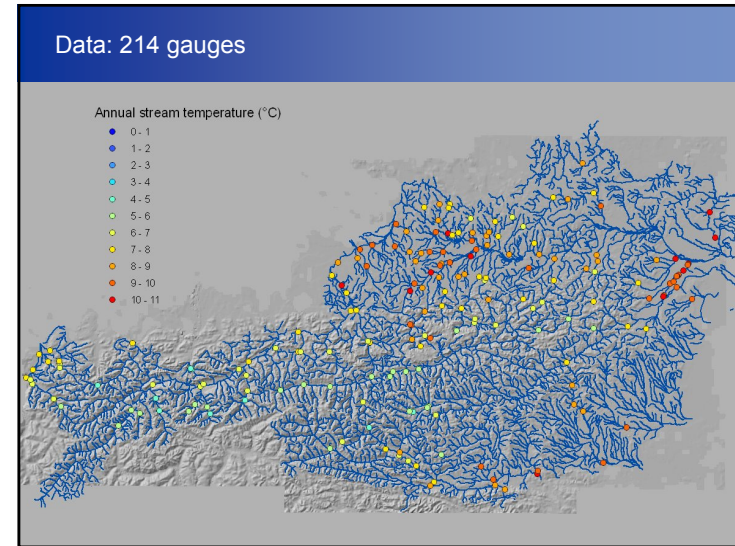 Data: 214 gauges
Annual stream temperature (°C)
0 - 1
1 - 2
2 - 3
3 - 4
4 - 5
5 - 6
6 - 7
7 - 8
8 - 9
9 - 10
10 - 11